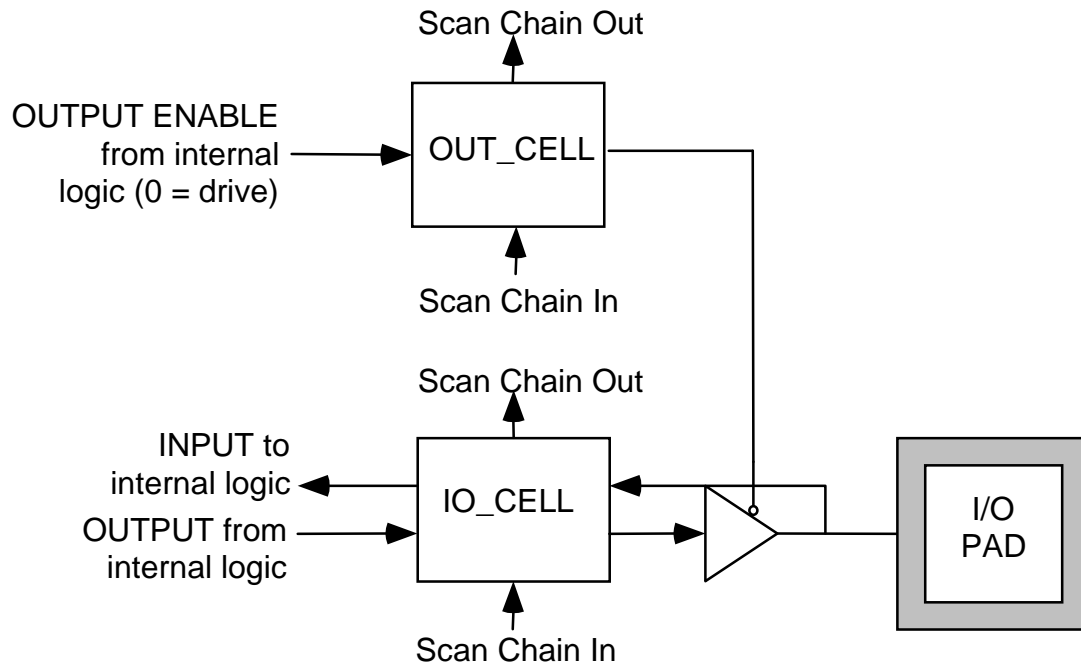 Scan Chain Out
OUTPUT ENABLE
from internal
logic (0 = drive)
OUT_CELL
Scan Chain In
Scan Chain Out
INPUT to
internal logic
OUTPUT from
internal logic
IO_CELL
I/O
PAD
Scan Chain In